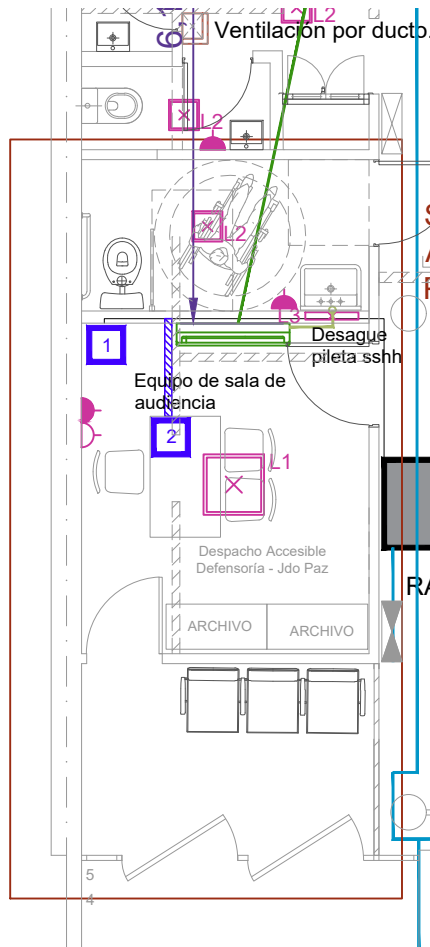 L2
Ventilación por ducto.
L2
L2
L3
Desague
pileta sshh
1
Equipo de sala de
audiencia
2
L1
Despacho Accesible
Defensoría - Jdo Paz
RA
ARCHIVO
ARCHIVO
5
4